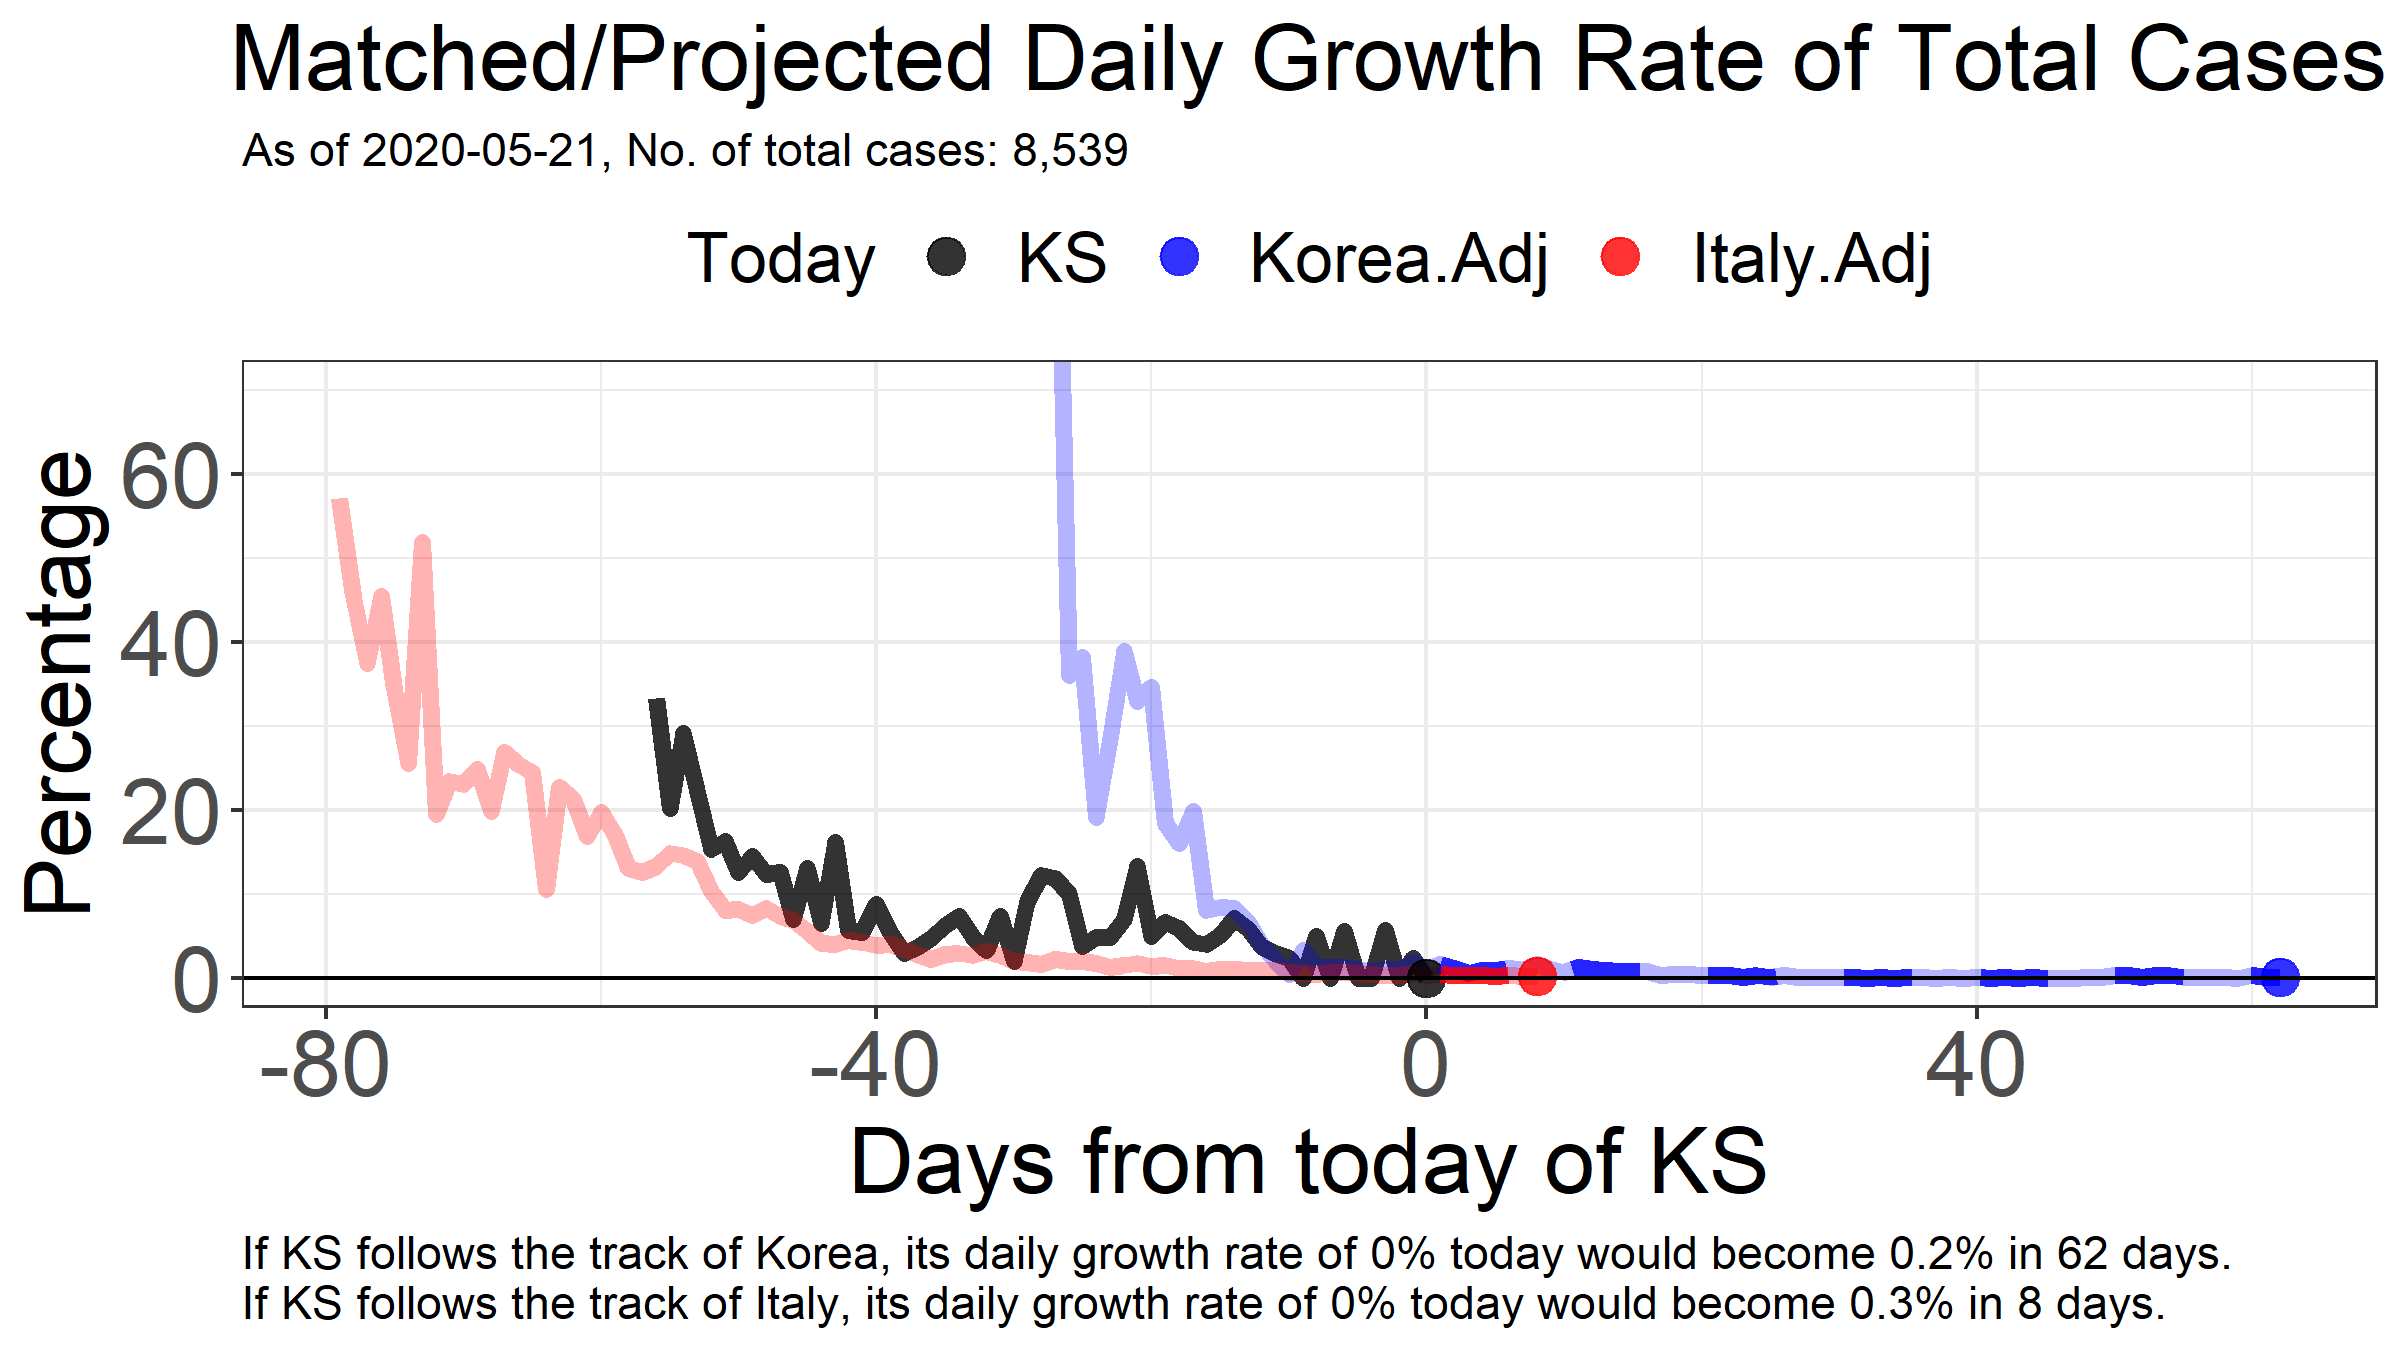 Matched/Projected Daily Growth Rate of Total Cases
As of 2020-05-21, No. of total cases: 8,539
Today KS Korea.Adj Italy.Adj
Percentage
60
40
20
0
-80 -40 0 40
Days from today of KS
If KS follows the track of Korea, its daily growth rate of 0% today would become 0.2% in 62 days.
If KS follows the track of Italy, its daily growth rate of 0% today would become 0.3% in 8 days.